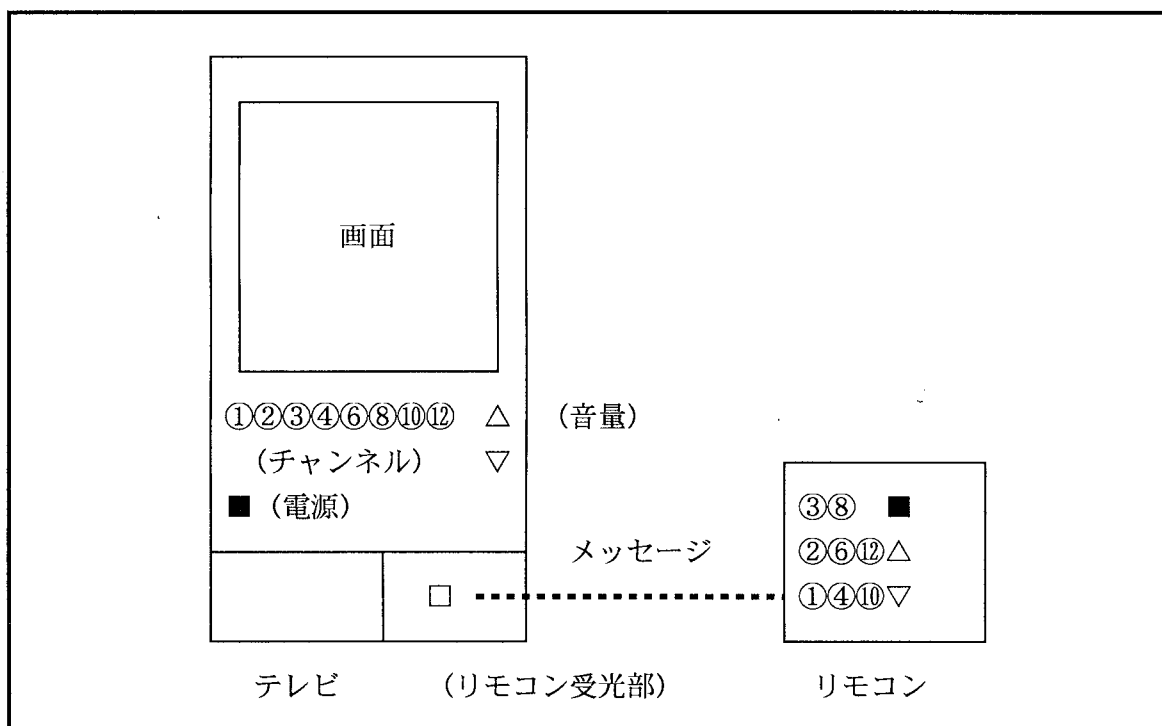 画面
①②③④⑥⑧⑩⑫ △ (音量)
(チャンネル) ▽
■ (電源)
③⑧ ■
メッセージ
②⑥⑫△
□
①④⑩▽
テレビ (リモコン受光部) リモコン